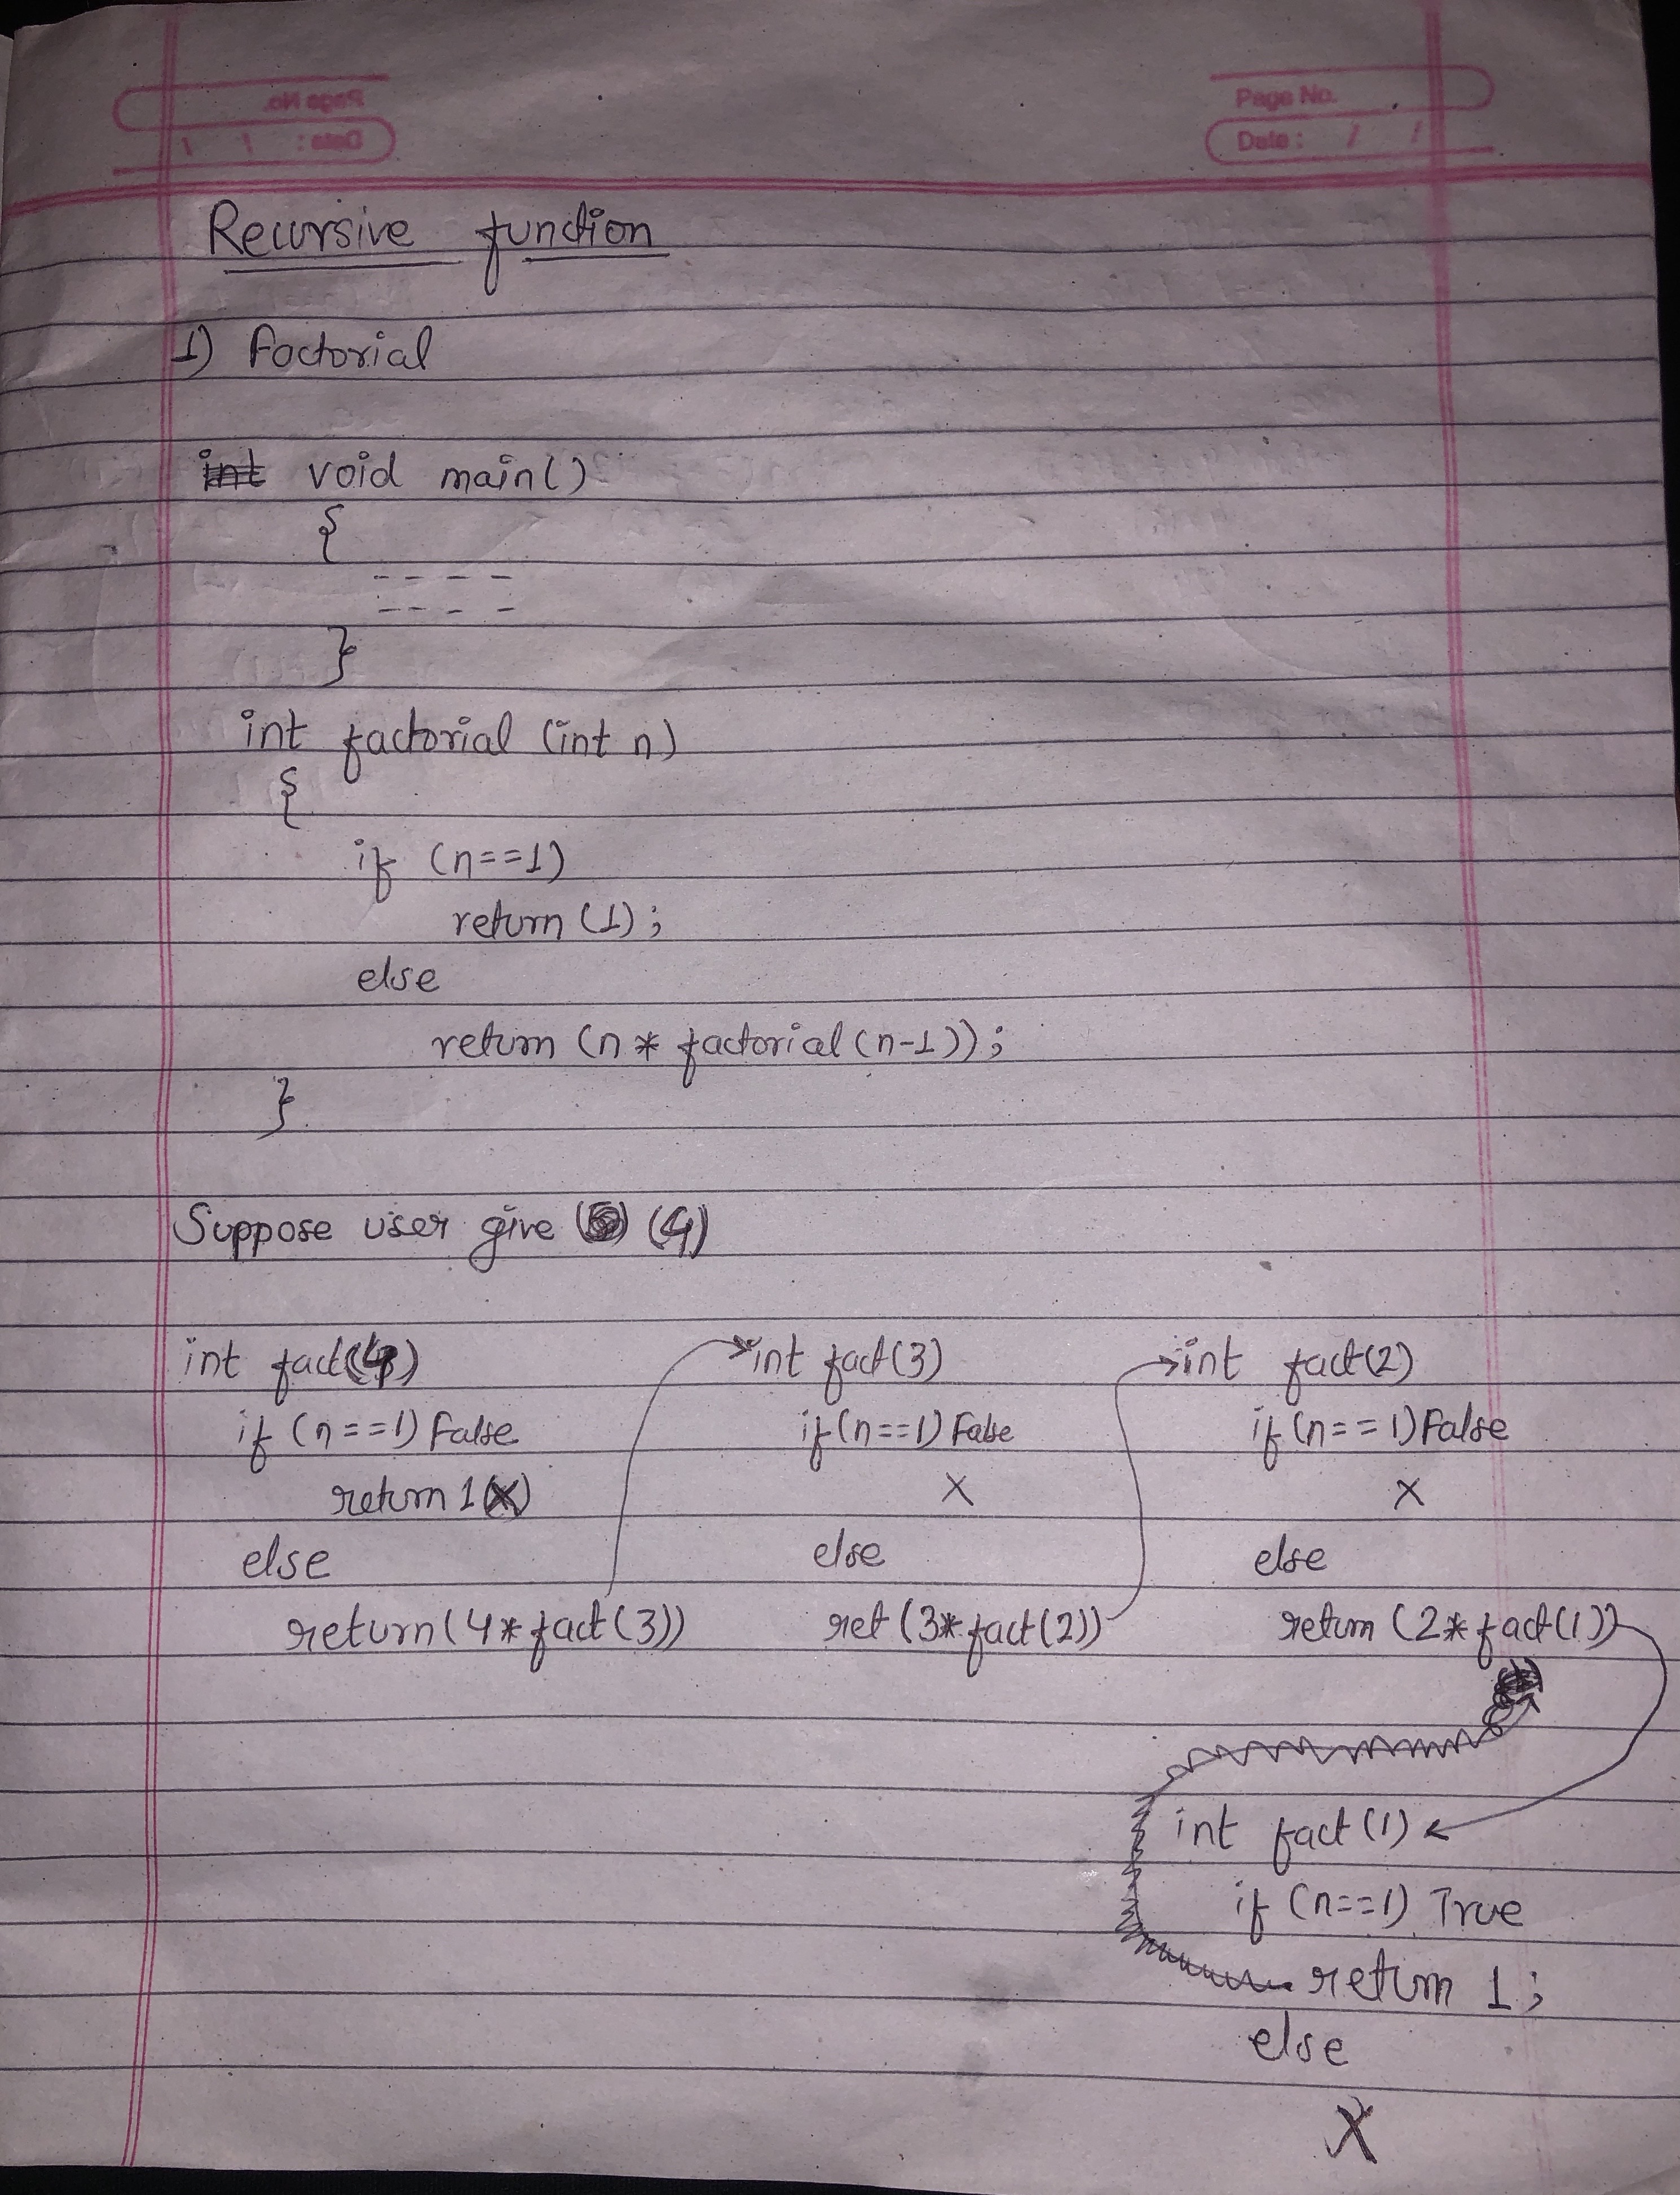 Page No.
Date : / /
Page No.
Date : / /
Recursive function
1) Factorial
int void main()
{
- - - -
- - - -
}
int factorial (int n)
{
if (n==1)
return (1);
else
return (n * factorial (n-1));
}
Suppose user give (4)
int fact(4)
if (n==1) False
return 1(X)
else
return (4* fact (3))
int fact(3)
if (n==1) False
X
else
ret (3* fact(2))
int fact(2)
if (n==1) False
X
else
return (2* fact(1))
int fact (1)
if (n==1) True
return 1;
else
X